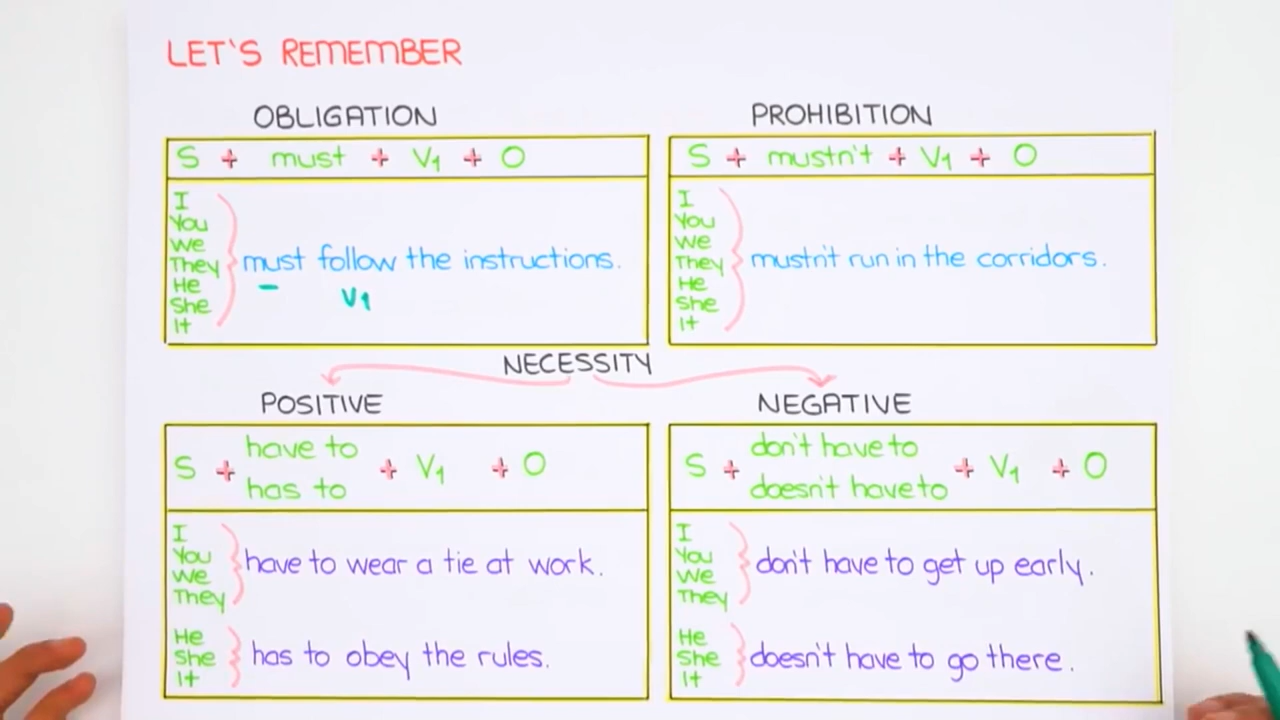 LET'S REMEMBER
OBLIGATION
S + must + V1 + O
I
You
We
They
He
She
It
must follow the instructions.
V1
PROHIBITION
S + mustn't + V1 + O
I
You
We
They
He
She
It
mustn't run in the corridors.
NECESSITY
POSITIVE
S + have to
has to
+ V1 + O
I
You
We
They
have to wear a tie at work.
He
She
It
has to obey the rules.
NEGATIVE
S + don't have to
doesn't have to
+ V1 + O
I
You
We
They
don't have to get up early.
He
She
It
doesn't have to go there.